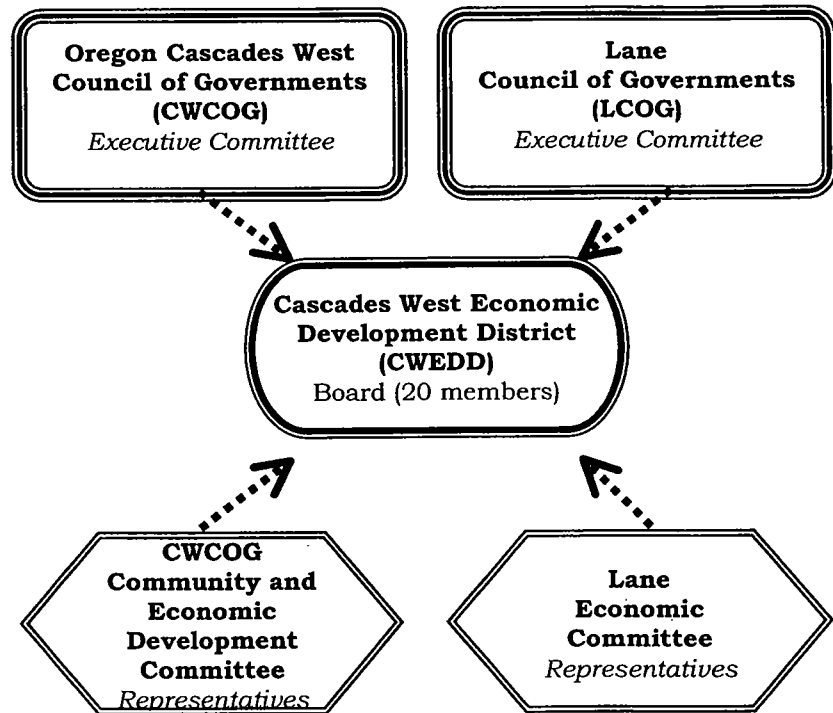 Oregon Cascades West
Council of Governments
(CWCOG)
Executive Committee
Lane
Council of Governments
(LCOG)
Executive Committee
Cascades West Economic
Development District
(CWEDD)
Board (20 members)
CWCOG
Community and
Economic
Development
Committee
Representatives
Lane
Economic
Committee
Representatives